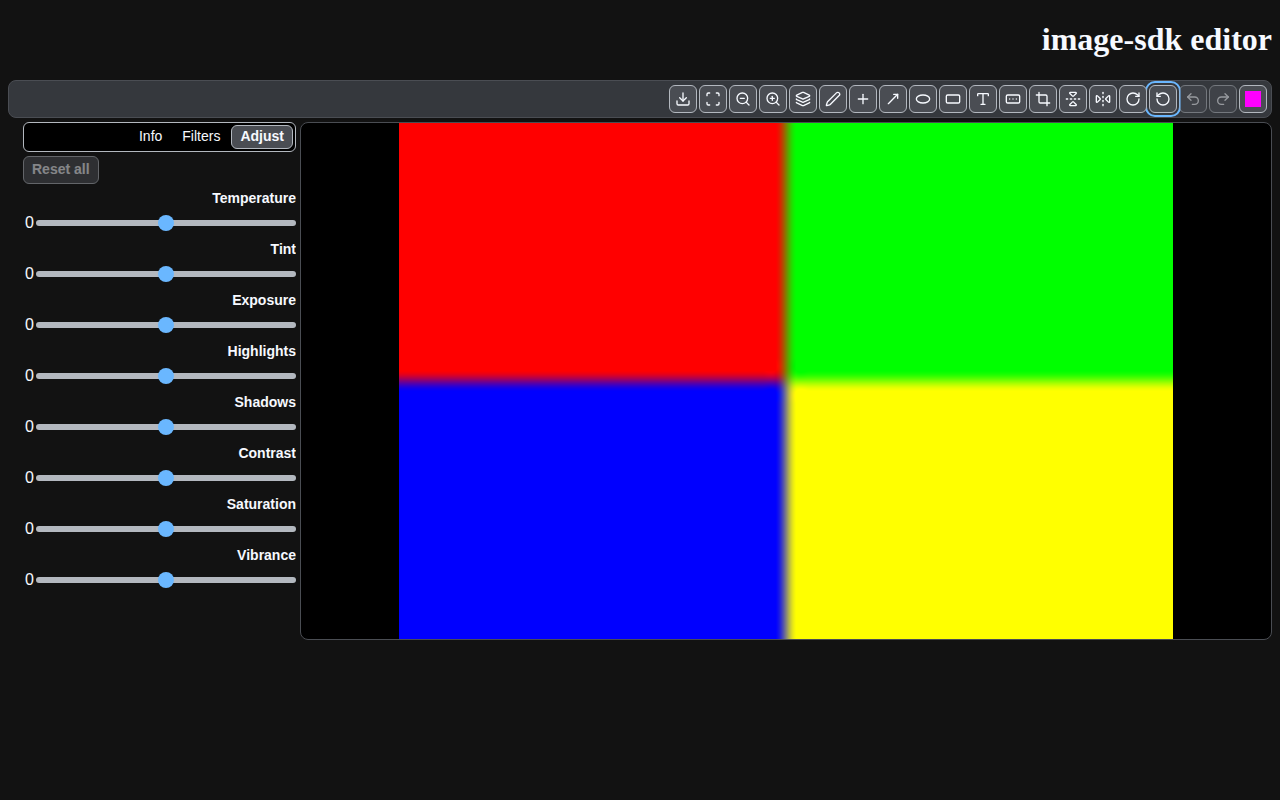 image-sdk editor
Info Filters Adjust
Reset all
Temperature
0
Tint
0
Exposure
0
Highlights
0
Shadows
0
Contrast
0
Saturation
0
Vibrance
0